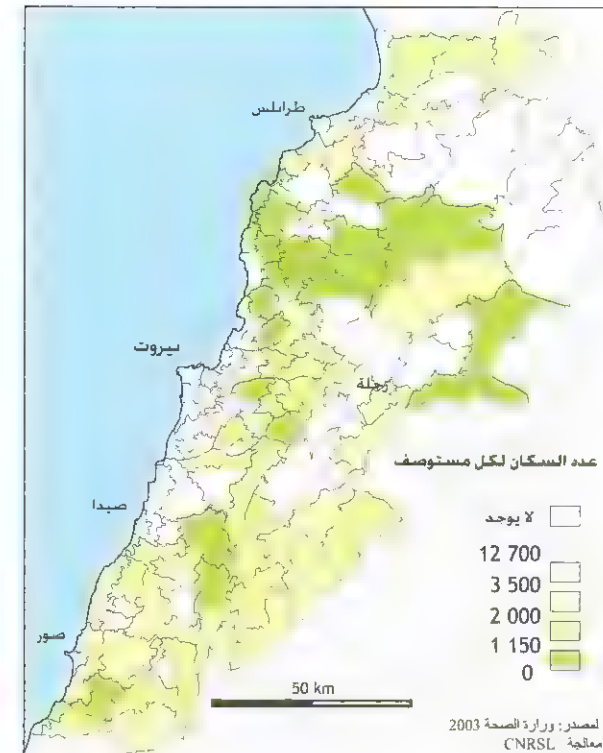 طرابلس
بيروت
زحلة
صيدا
صور
عدد السكان لكل مستوصف
لا يوجد
12 700
3 500
2 000
1 150
0
50 km
لمصدر: وزارة الصحة 2003
معالجة CNRSL